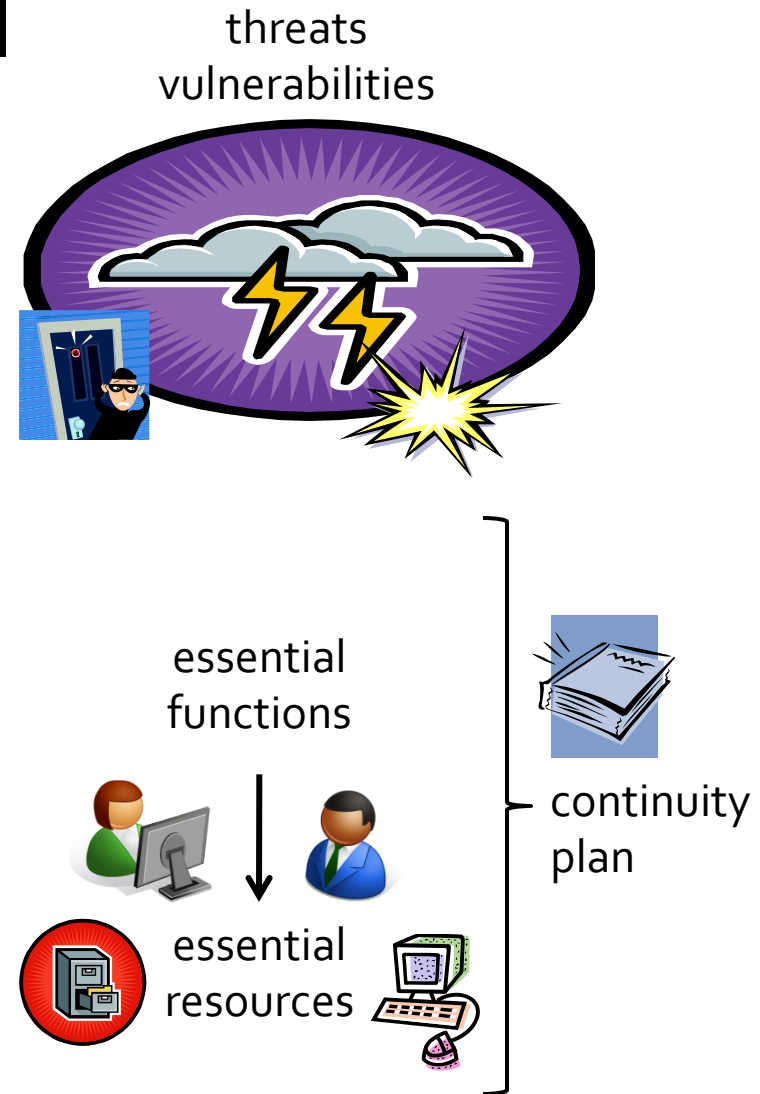 threats
vulnerabilities
essential
functions
continuity
plan
essential
resources